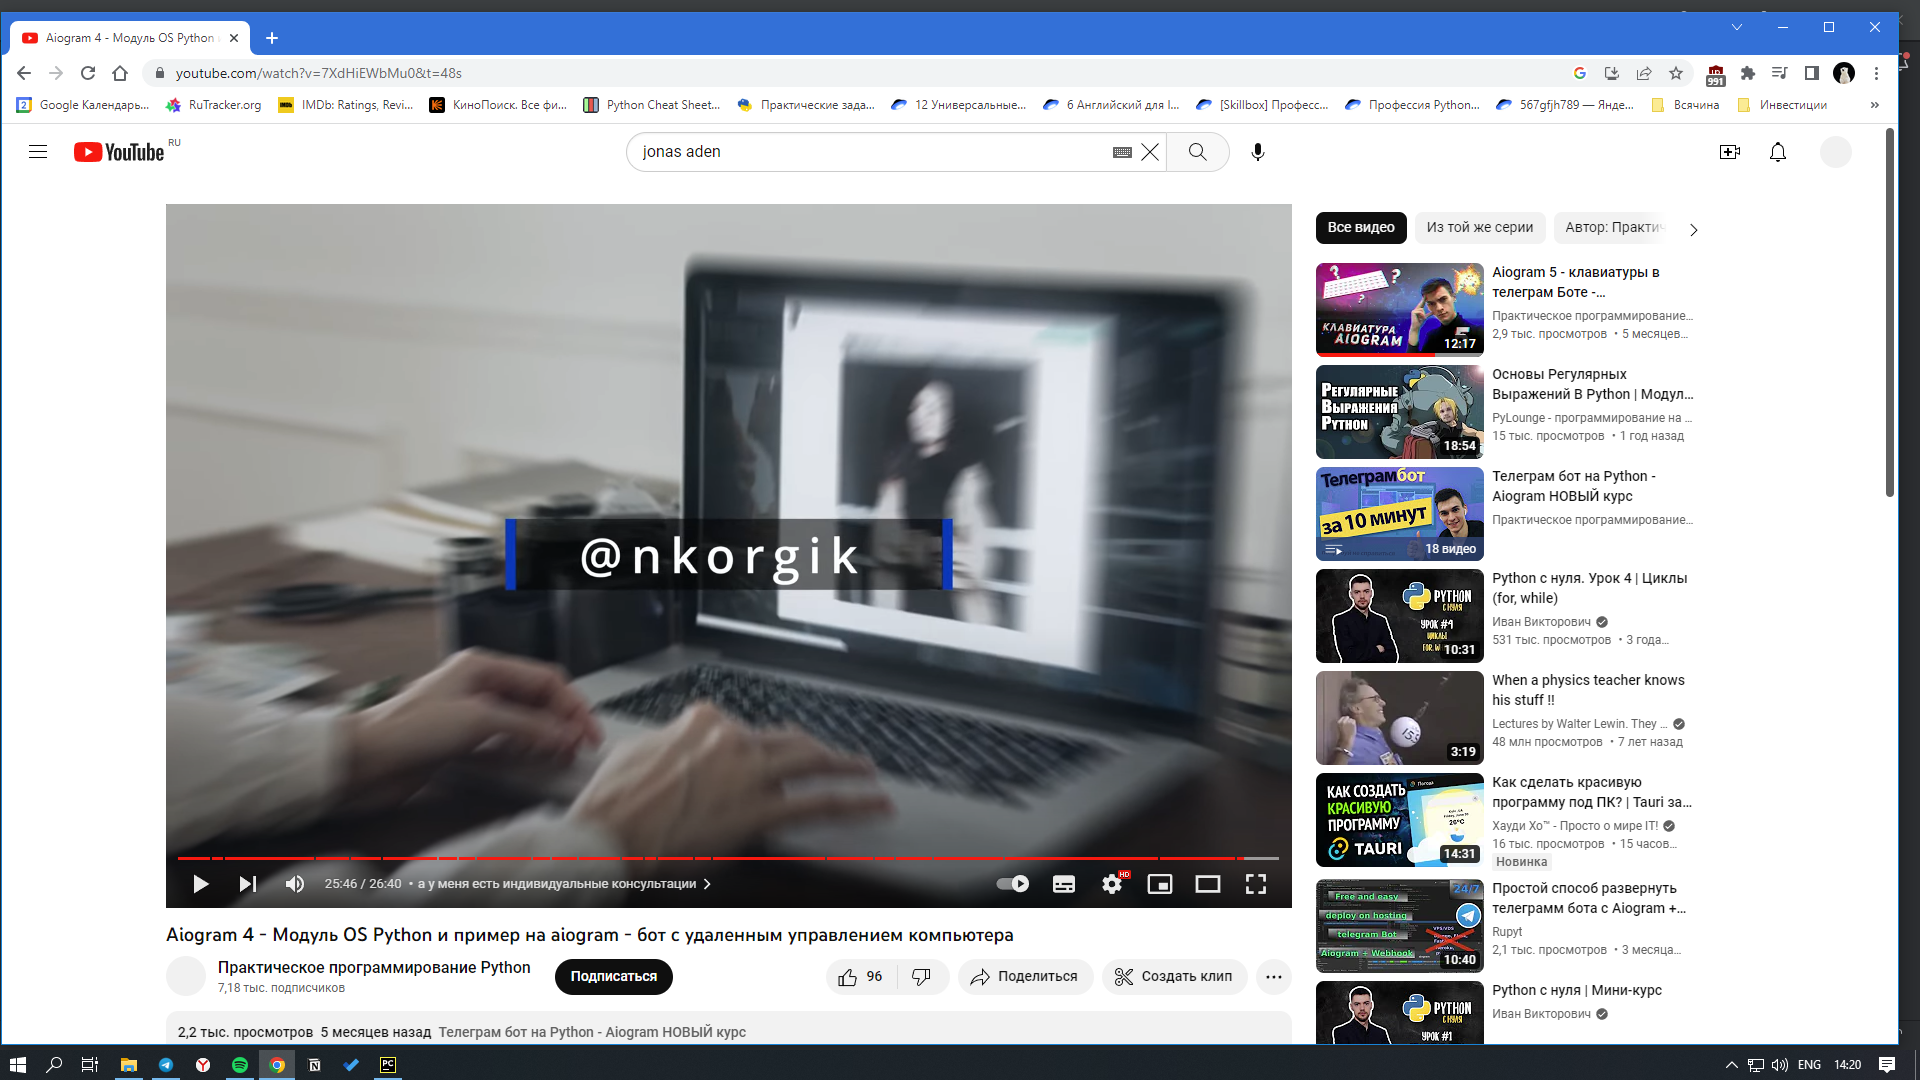 Aiogram 4 - Модуль OS Python
youtube.com/watch?v=7XdHiEWbMu0&t=48s
991
Google Календарь...
RuTracker.org
IMDb: Ratings, Revi...
КиноПоиск. Все фи...
Python Cheat Sheet...
Практические зада...
12 Универсальные...
6 Английский для I...
[Skillbox] Професс...
Профессия Python...
567gfjh789 — Янде...
Всячина
Инвестиции
YouTube RU
jonas aden
@nkorgik
25:46 / 26:40 • а у меня есть индивидуальные консультации
HD
Aiogram 4 - Модуль OS Python и пример на aiogram - бот с удаленным управлением компьютера
Практическое программирование Python
7,18 тыс. подписчиков
Подписаться
96
Поделиться
Создать клип
2,2 тыс. просмотров 5 месяцев назад Телеграм бот на Python - Aiogram НОВЫЙ курс
Все видео
Из той же серии
Автор: Практич
КЛАВИАТУРА
AIOGRAM
12:17
Aiogram 5 - клавиатуры в
телеграм Боте -...
Практическое программирование...
2,9 тыс. просмотров • 5 месяцев...
Регулярные
Выражения
Python
18:54
Основы Регулярных
Выражений В Python | Модул...
PyLounge - программирование на ...
15 тыс. просмотров • 1 год назад
Телеграмбот
за 10 минут
18 видео
Телеграм бот на Python -
Aiogram НОВЫЙ курс
Практическое программирование...
PYTHON
С НУЛЯ
УРОК #4
ЦИКЛЫ
FOR, W
10:31
Python с нуля. Урок 4 | Циклы
(for, while)
Иван Викторович
531 тыс. просмотров • 3 года...
3:19
When a physics teacher knows
his stuff !!
Lectures by Walter Lewin. They ...
48 млн просмотров • 7 лет назад
КАК СОЗДАТЬ
КРАСИВУЮ
ПРОГРАММУ
TAURI
14:31
Как сделать красивую
программу под ПК? | Tauri за...
Хауди Хо™ - Просто о мире IT!
16 тыс. просмотров • 15 часов...
Новинка
24/7
Free and easy
deploy on hosting
telegram Bot
Aiogram + Webhook
10:40
Простой способ развернуть
телеграмм бота с Aiogram +...
Rupyt
2,1 тыс. просмотров • 3 месяца...
PYTHON
С НУЛЯ
УРОК #1
Python с нуля | Мини-курс
Иван Викторович
ENG
14:20